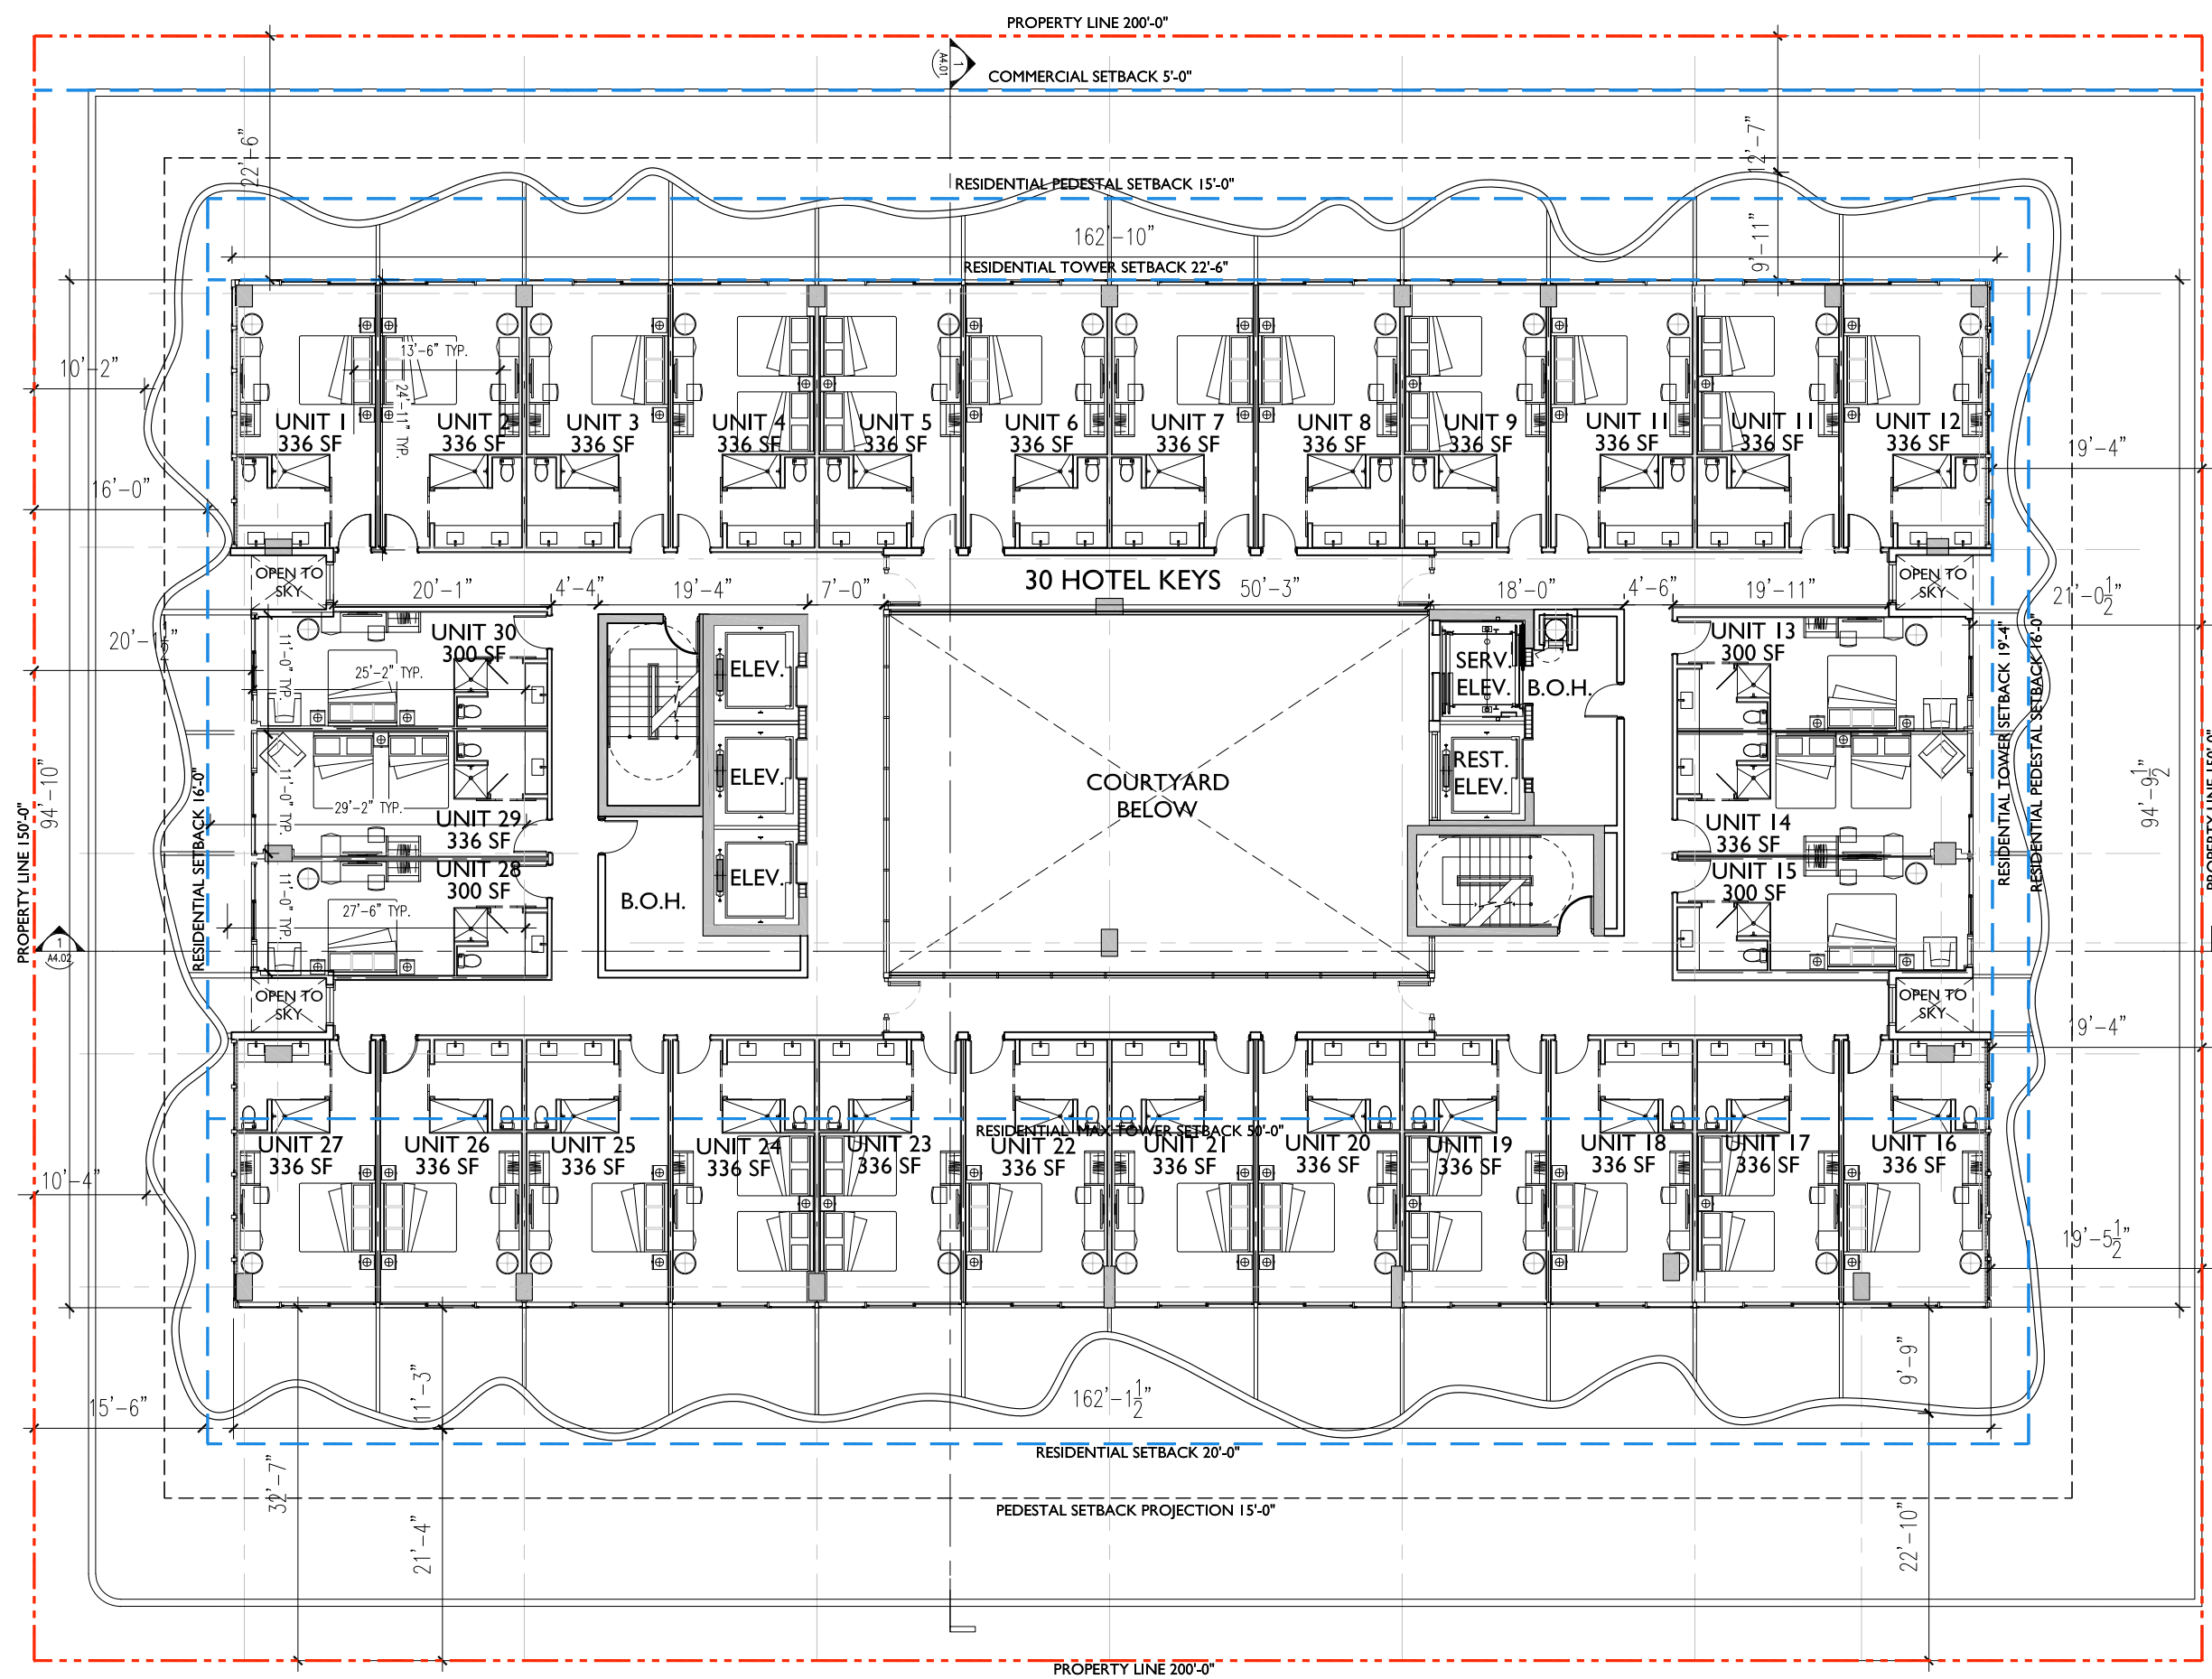 PROPERTY LINE 200'-0"
1
A4.01
COMMERCIAL SETBACK 5'-0"
22'-6"
12'-7"
RESIDENTIAL PEDESTAL SETBACK 15'-0"
162'-10"
9'-11"
RESIDENTIAL TOWER SETBACK 22'-6"
10'-2"
13'-6" TYP.
24'-11" TYP.
UNIT 1
336 SF
UNIT 2
336 SF
UNIT 3
336 SF
UNIT 4
336 SF
UNIT 5
336 SF
UNIT 6
336 SF
UNIT 7
336 SF
UNIT 8
336 SF
UNIT 9
336 SF
UNIT 11
336 SF
UNIT 11
336 SF
UNIT 12
336 SF
19'-4"
16'-0"
OPEN TO
SKY
20'-1"
4'-4"
19'-4"
7'-0"
30 HOTEL KEYS
50'-3"
18'-0"
4'-6"
19'-11"
OPEN TO
SKY
21'-0 1/2"
UNIT 30
300 SF
11'-0" TYP.
25'-2" TYP.
ELEV.
SERV.
ELEV.
B.O.H.
UNIT 13
300 SF
RESIDENTIAL TOWER SETBACK 19'-4"
RESIDENTIAL PEDESTAL SETBACK 16'-0"
PROPERTY LINE 150'-0"
94'-10"
RESIDENTIAL SETBACK 16'-0"
11'-0" TYP.
29'-2" TYP.
UNIT 29
336 SF
ELEV.
COURTYARD
BELOW
REST.
ELEV.
UNIT 14
336 SF
94'-9 1/2"
UNIT 28
300 SF
11'-0" TYP.
27'-6" TYP.
B.O.H.
ELEV.
UNIT 15
300 SF
1
A4.02
OPEN TO
SKY
OPEN TO
SKY
19'-4"
RESIDENTIAL MAX TOWER SETBACK 50'-0"
UNIT 27
336 SF
UNIT 26
336 SF
UNIT 25
336 SF
UNIT 24
336 SF
UNIT 23
336 SF
UNIT 22
336 SF
UNIT 21
336 SF
UNIT 20
336 SF
UNIT 19
336 SF
UNIT 18
336 SF
UNIT 17
336 SF
UNIT 16
336 SF
10'-4"
19'-5 1/2"
15'-6"
11'-3"
162'-1 1/2"
9'-9"
RESIDENTIAL SETBACK 20'-0"
32'-7"
PEDESTAL SETBACK PROJECTION 15'-0"
21'-4"
22'-10"
PROPERTY LINE 200'-0"